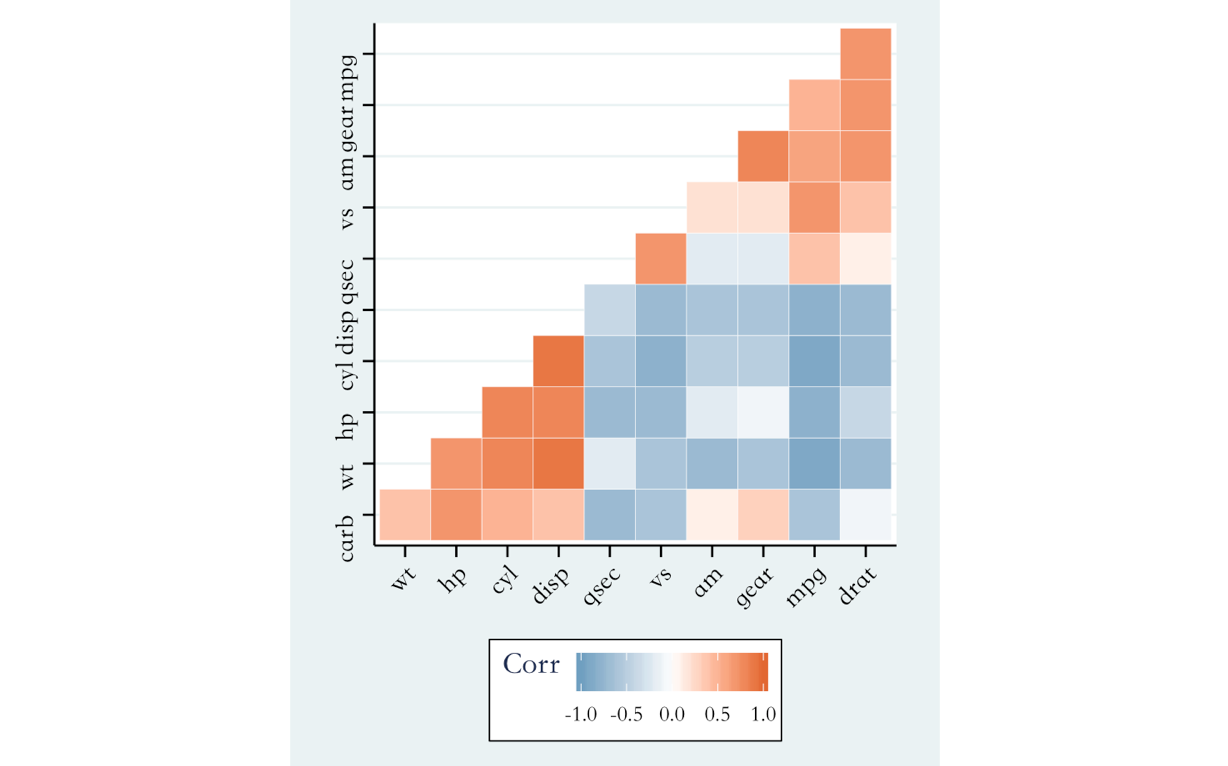 mpg
gear
am
vs
qsec
disp
cyl
hp
wt
carb
wt hp cyl disp qsec vs am gear mpg drat
Corr
-1.0 -0.5 0.0 0.5 1.0